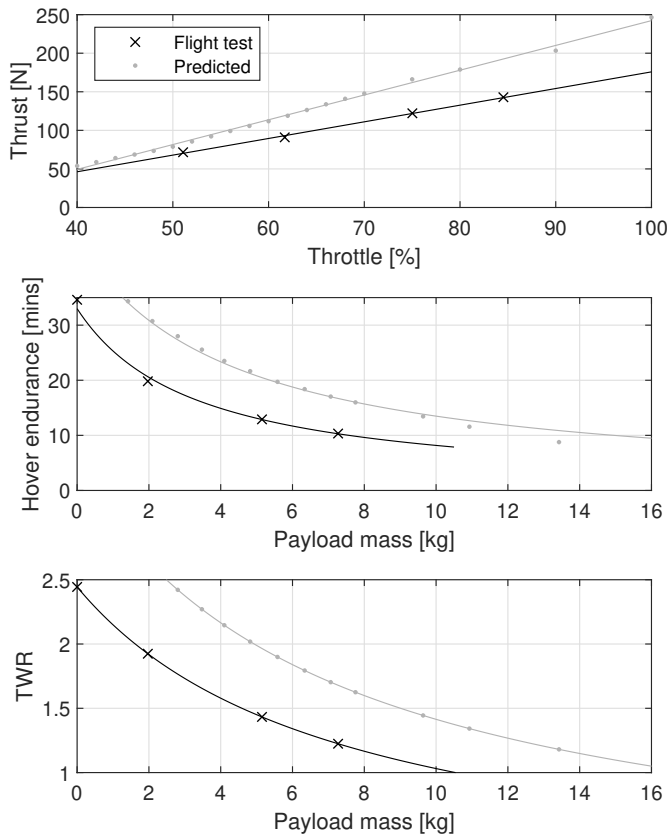 250
200
150
100
50
0
Thrust [N]
Flight test
Predicted
40 50 60 70 80 90 100
Throttle [%]
30
20
10
0
Hover endurance [mins]
0 2 4 6 8 10 12 14 16
Payload mass [kg]
2.5
2
1.5
1
TWR
0 2 4 6 8 10 12 14 16
Payload mass [kg]